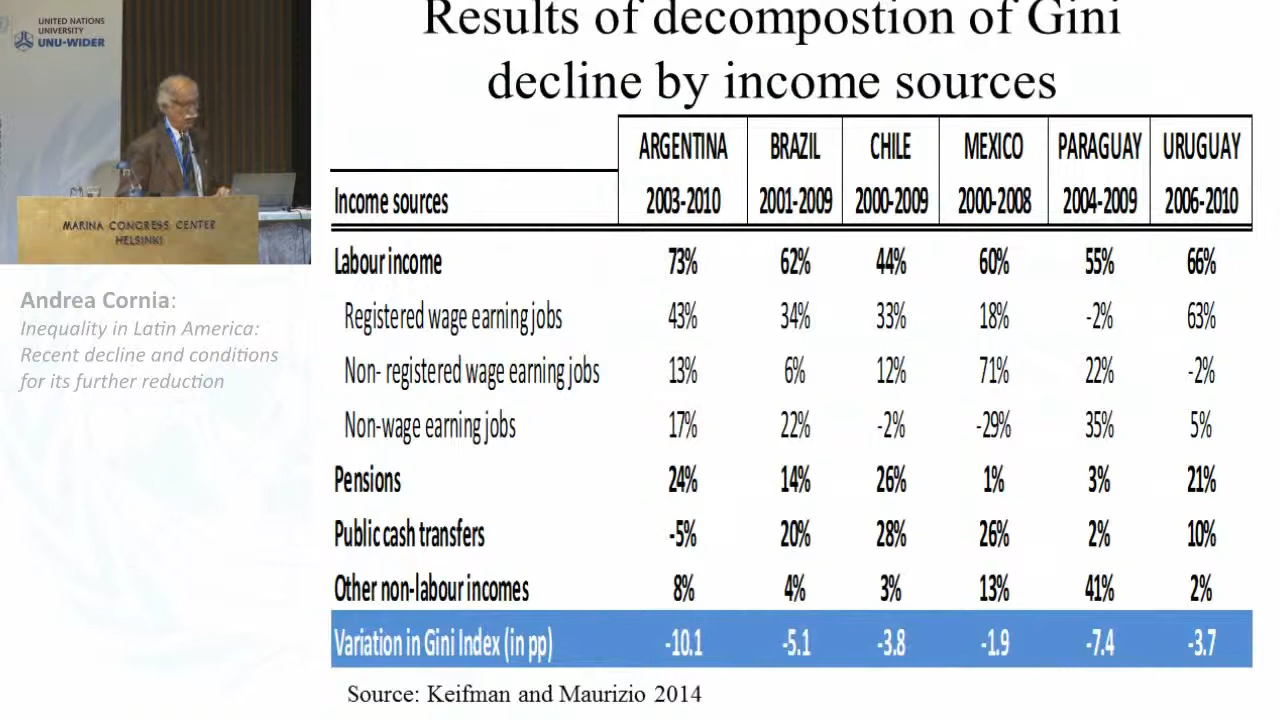 UNITED NATIONS
UNIVERSITY
UNU-WIDER
MARINA CONGRESS CENTER
HELSINKI
Andrea Cornia:
Inequality in Latin America:
Recent decline and conditions
for its further reduction
Results of decompostion of Gini
decline by income sources
ARGENTINA BRAZIL CHILE MEXICO PARAGUAY URUGUAY
Income sources 2003-2010 2001-2009 2000-2009 2000-2008 2004-2009 2006-2010
Labour income 73% 62% 44% 60% 55% 66%
Registered wage earning jobs 43% 34% 33% 18% -2% 63%
Non- registered wage earning jobs 13% 6% 12% 71% 22% -2%
Non-wage earning jobs 17% 22% -2% -29% 35% 5%
Pensions 24% 14% 26% 1% 3% 21%
Public cash transfers -5% 20% 28% 26% 2% 10%
Other non-labour incomes 8% 4% 3% 13% 41% 2%
Variation in Gini Index (in pp) -10.1 -5.1 -3.8 -1.9 -7.4 -3.7
Source: Keifman and Maurizio 2014